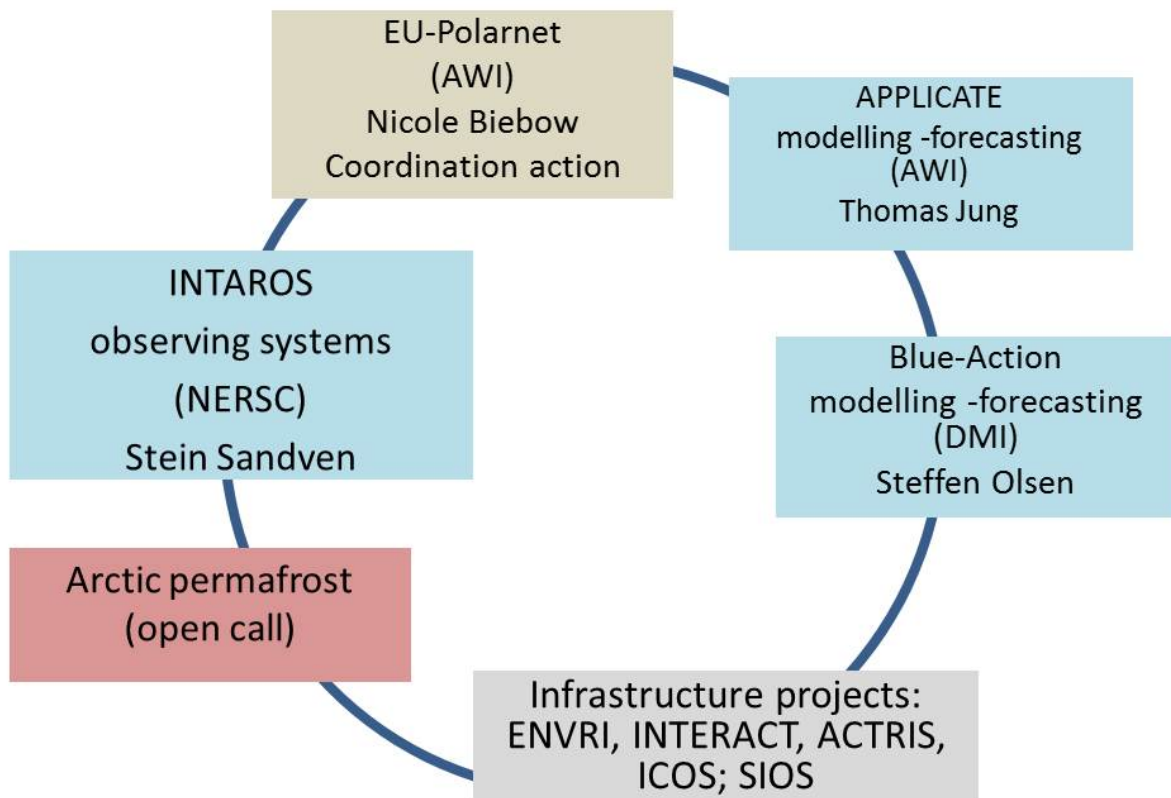 EU-Polarnet
(AWI)
Nicole Biebow
Coordination action
APPLICATE
modelling -forecasting
(AWI)
Thomas Jung
INTAROS
observing systems
(NERSC)
Stein Sandven
Blue-Action
modelling -forecasting
(DMI)
Steffen Olsen
Arctic permafrost
(open call)
Infrastructure projects:
ENVRI, INTERACT, ACTRIS,
ICOS; SIOS